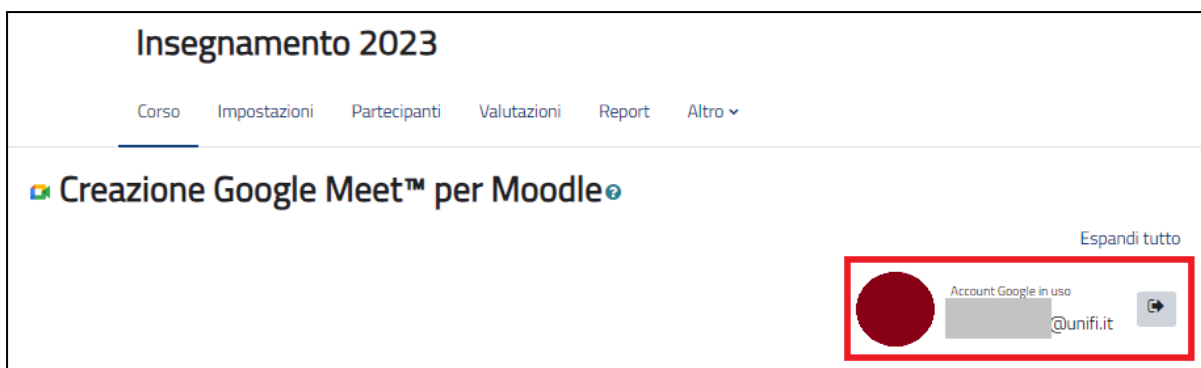 Insegnamento 2023
Corso Impostazioni Partecipanti Valutazioni Report Altro
Creazione Google Meet™ per Moodle
Espandi tutto
Account Google in uso
@unifi.it